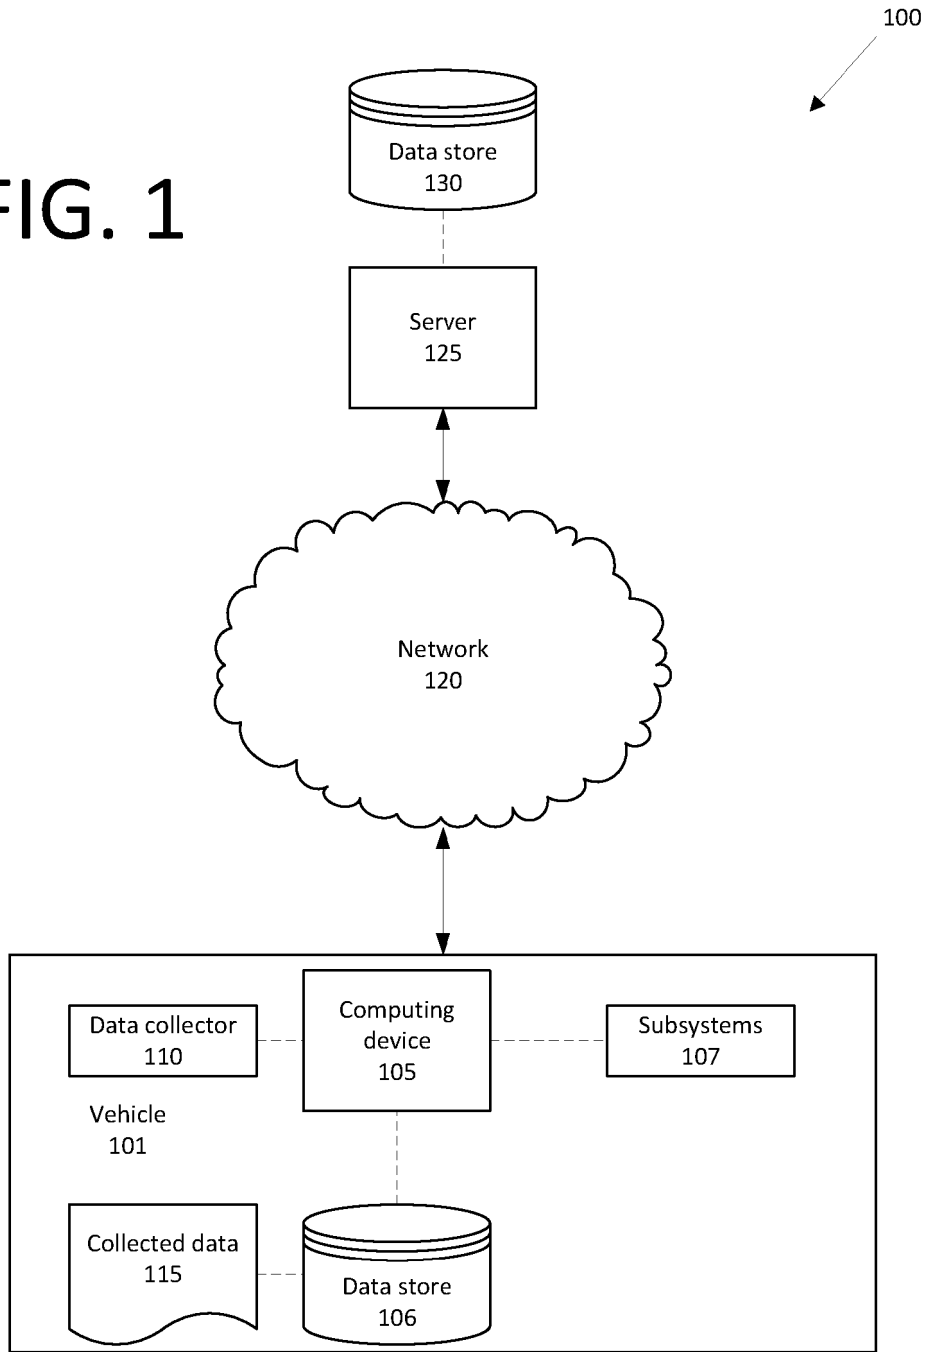 100
Data store
130
FIG. 1
Server
125
Network
120
Computing
device
105
Data collector
110
Subsystems
107
Vehicle
101
Collected data
115
Data store
106